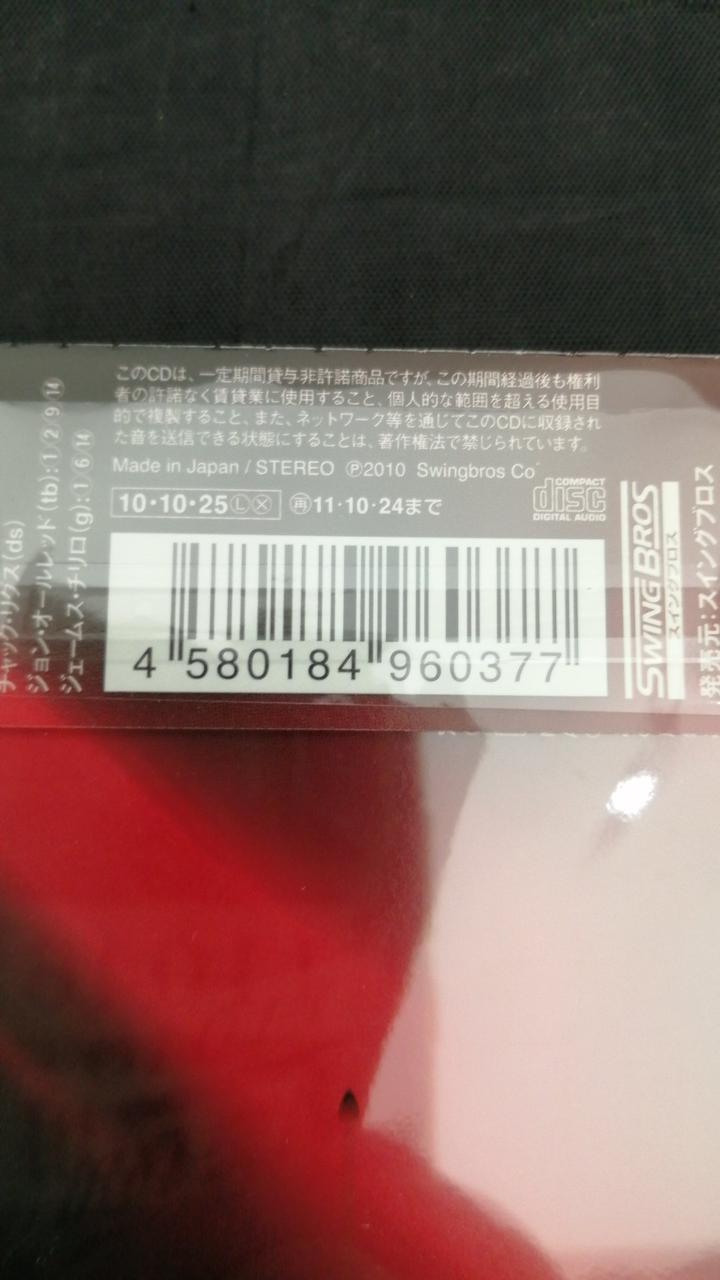 このCDは、一定期間貸与非許諾商品ですが、この期間経過後も権利
者の許諾なく賃貸業に使用すること、個人的な範囲を超える使用目
的で複製すること、また、ネットワーク等を通じてこのCDに収録され
た音を送信できる状態にすることは、著作権法で禁じられています。
Made in Japan / STEREO ℗2010 Swingbros Co
10・10・25Ⓛ⊗ ㊥11・10・24まで
COMPACT
disc
DIGITAL AUDIO
4 580184 960377
SWING BROS
スイングブロス
発売元:スイングブロス
チャック・リグス(ds)
ジョン・オールレッド(tb):①/②/⑨/⑭
ジェームス・チリロ(g):①/⑥/⑭